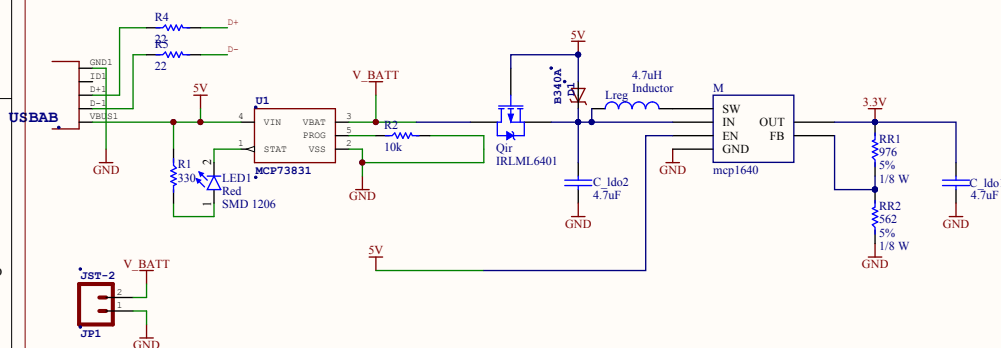 R4
22
D+
R5
22
D-
GND1
ID1
D+1
D-1
VBUS1
USBAB
GND
5V
U1
4
VIN
VBAT
3
PROG
5
1
STAT
VSS
2
MCP73831
R1
330
2
LED1
Red
SMD 1206
1
V_BATT
R2
10k
GND
Qir
IRLML6401
5V
B340A
D1
4.7uH
Inductor
Lreg
C_ldo2
4.7uF
GND
M
SW
IN
EN
GND
OUT
FB
mcp1640
GND
3.3V
RR1
976
5%
1/8 W
RR2
562
5%
1/8 W
GND
C_ldo
4.7uF
GND
5V
JST-2
V_BATT
2
1
JP1
GND